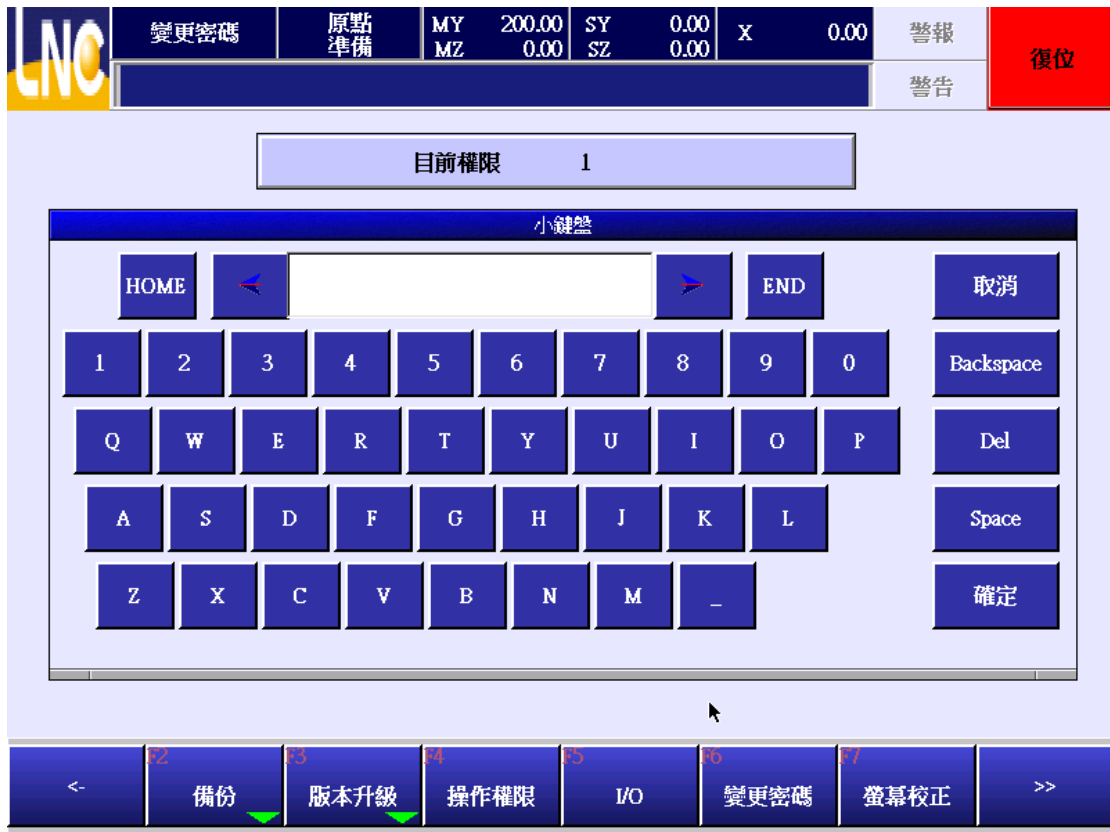 LNC
變更密碼
原點
準備
MY 200.00
MZ 0.00
SY 0.00
SZ 0.00
X 0.00
警報
復位
警告
目前權限 1
小鍵盤
HOME
END
取消
1 2 3 4 5 6 7 8 9 0
Backspace
Q W E R T Y U I O P
Del
A S D F G H J K L
Space
Z X C V B N M _
確定
<-
F2 備份
F3 版本升級
F4 操作權限
F5 I/O
F6 變更密碼
F7 螢幕校正
>>